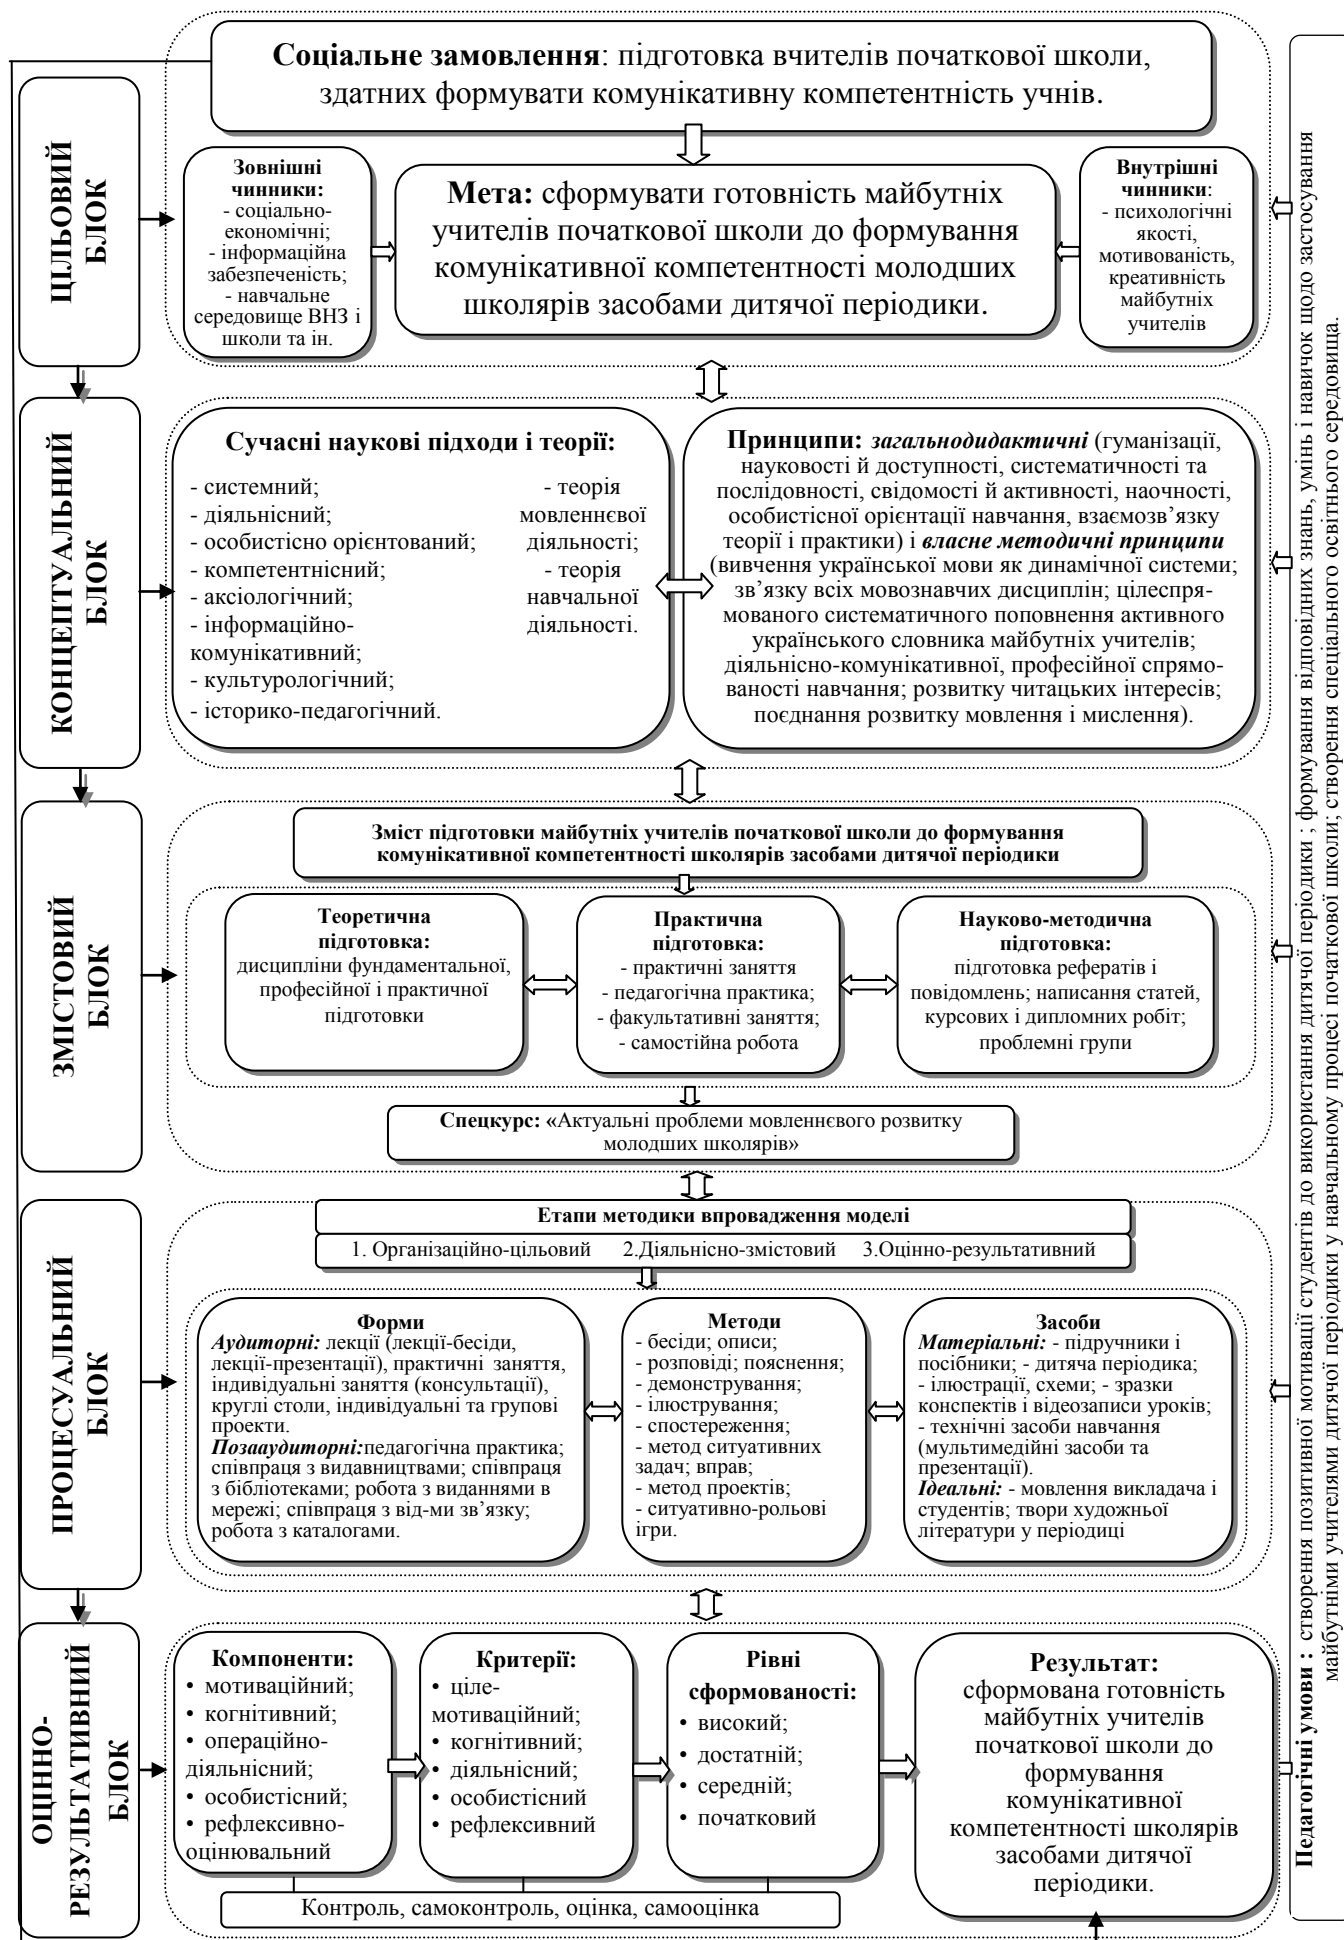 Соціальне замовлення: підготовка вчителів початкової школи,
здатних формувати комунікативну компетентність учнів.
ЦІЛЬОВИЙ
БЛОК
Зовнішні
чинники:
- соціально-
економічні;
- інформаційна
забезпеченість;
- навчальне
середовище ВНЗ і
школи та ін.
Мета: сформувати готовність майбутніх
учителів початкової школи до формування
комунікативної компетентності молодших
школярів засобами дитячої періодики.
Внутрішні
чинники:
- психологічні
якості,
мотивованість,
креативність
майбутніх
учителів
КОНЦЕПТУАЛЬНИЙ
БЛОК
Сучасні наукові підходи і теорії:
- системний;
- діяльнісний;
- особистісно орієнтований;
- компетентнісний;
- аксіологічний;
- інформаційно-
комунікативний;
- культурологічний;
- історико-педагогічний.
- теорія
мовленнєвої
діяльності;
- теорія
навчальної
діяльності.
Принципи: загальнодидактичні (гуманізації,
науковості й доступності, систематичності та
послідовності, свідомості й активності, наочності,
особистісної орієнтації навчання, взаємозв’язку
теорії і практики) і власне методичні принципи
(вивчення української мови як динамічної системи;
зв’язку всіх мовознавчих дисциплін; цілеспря-
мованого систематичного поповнення активного
українського словника майбутніх учителів;
діяльнісно-комунікативної, професійної спрямо-
ваності навчання; розвитку читацьких інтересів;
поєднання розвитку мовлення і мислення).
ЗМІСТОВИЙ
БЛОК
Зміст підготовки майбутніх учителів початкової школи до формування
комунікативної компетентності школярів засобами дитячої періодики
Теоретична
підготовка:
дисципліни фундаментальної,
професійної і практичної
підготовки
Практична
підготовка:
- практичні заняття
- педагогічна практика;
- факультативні заняття;
- самостійна робота
Науково-методична
підготовка:
підготовка рефератів і
повідомлень; написання статей,
курсових і дипломних робіт;
проблемні групи
Спецкурс: «Актуальні проблеми мовленнєвого розвитку
молодших школярів»
ПРОЦЕСУАЛЬНИЙ
БЛОК
Етапи методики впровадження моделі
1. Організаційно-цільовий 2.Діяльнісно-змістовий 3.Оцінно-результативний
Форми
Аудиторні: лекції (лекції-бесіди,
лекції-презентації), практичні заняття,
індивідуальні заняття (консультації),
круглі столи, індивідуальні та групові
проекти.
Позааудиторні:педагогічна практика;
співпраця з видавництвами; співпраця
з бібліотеками; робота з виданнями в
мережі; співпраця з від-ми зв’язку;
робота з каталогами.
Методи
- бесіди; описи;
- розповіді; пояснення;
- демонстрування;
- ілюстрування;
- спостереження;
- метод ситуативних
задач; вправ;
- метод проектів;
- ситуативно-рольові
ігри.
Засоби
Матеріальні: - підручники і
посібники; - дитяча періодика;
- ілюстрації, схеми; - зразки
конспектів і відеозаписи уроків;
- технічні засоби навчання
(мультимедійні засоби та
презентації).
Ідеальні: - мовлення викладача і
студентів; твори художньої
літератури у періодиці
ОЦІННО-
РЕЗУЛЬТАТИВНИЙ
БЛОК
Компоненти:
• мотиваційний;
• когнітивний;
• операційно-
діяльнісний;
• особистісний;
• рефлексивно-
оцінювальний
Критерії:
• ціле-
мотиваційний;
• когнітивний;
• діяльнісний;
• особистісний
• рефлексивний
Рівні
сформованості:
• високий;
• достатній;
• середній;
• початковий
Результат:
сформована готовність
майбутніх учителів
початкової школи до
формування
комунікативної
компетентності школярів
засобами дитячої
періодики.
Контроль, самоконтроль, оцінка, самооцінка
Педагогічні умови : створення позитивної мотивації студентів до використання дитячої періодики ; формування відповідних знань, умінь і навичок щодо застосування
майбутніми учителями дитячої періодики у навчальному процесі початкової школи; створення спеціального освітнього середовища.